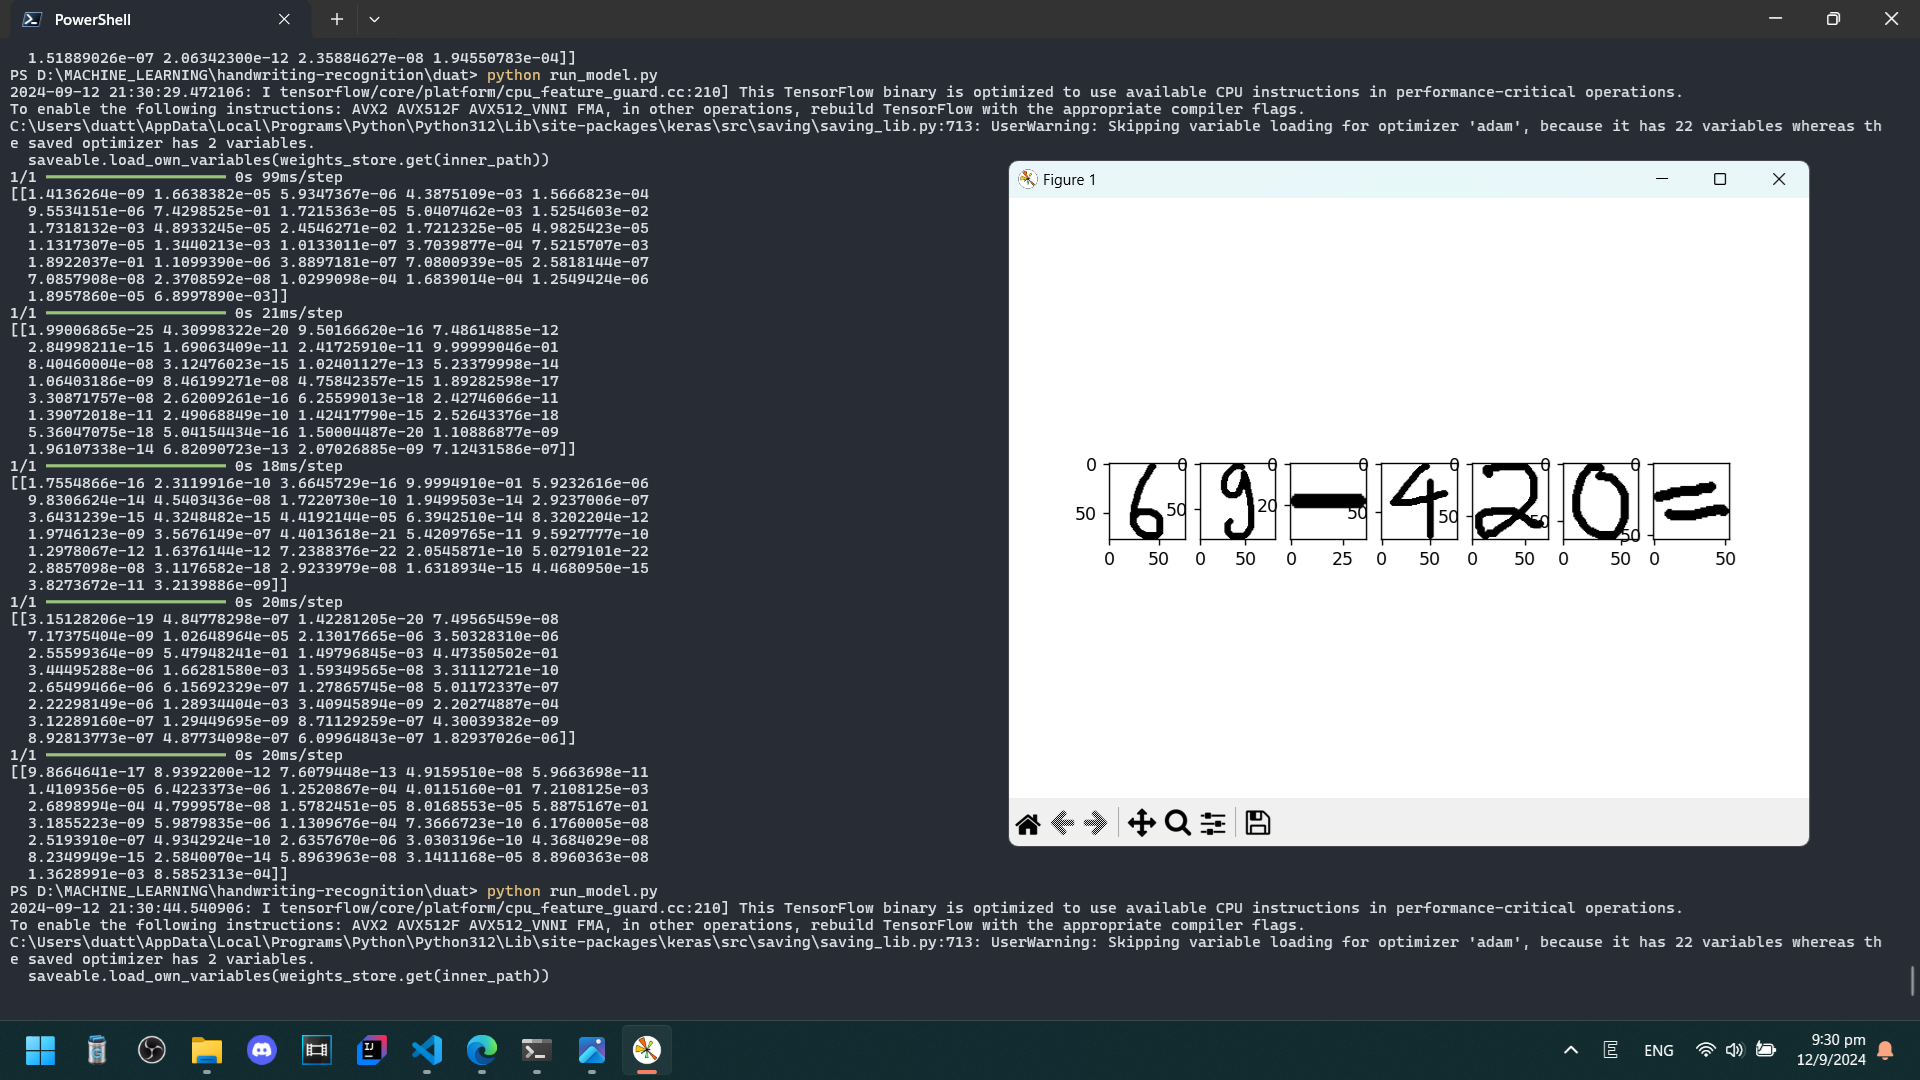 PowerShell
1.51889026e-07 2.06342300e-12 2.35884627e-08 1.94550783e-04]]
PS D:\MACHINE_LEARNING\handwriting-recognition\duat> python run_model.py
2024-09-12 21:30:29.472106: I tensorflow/core/platform/cpu_feature_guard.cc:210] This TensorFlow binary is optimized to use available CPU instructions in performance-critical operations.
To enable the following instructions: AVX2 AVX512F AVX512_VNNI FMA, in other operations, rebuild TensorFlow with the appropriate compiler flags.
C:\Users\duatt\AppData\Local\Programs\Python\Python312\Lib\site-packages\keras\src\saving\saving_lib.py:713: UserWarning: Skipping variable loading for optimizer 'adam', because it has 22 variables whereas th
e saved optimizer has 2 variables.
saveable.load_own_variables(weights_store.get(inner_path))
1/1 0s 99ms/step
[[1.4136264e-09 1.6638382e-05 5.9347367e-06 4.3875109e-03 1.5666823e-04
9.5534151e-06 7.4298525e-01 1.7215363e-05 5.0407462e-03 1.5254603e-02
1.7318132e-03 4.8933245e-05 2.4546271e-02 1.7212325e-05 4.9825423e-05
1.1317307e-05 1.3440213e-03 1.0133011e-07 3.7039877e-04 7.5215707e-03
1.8922037e-01 1.1099390e-06 3.8897181e-07 7.0800939e-05 2.5818144e-07
7.0857908e-08 2.3708592e-08 1.0299098e-04 1.6839014e-04 1.2549424e-06
1.8957860e-05 6.8997890e-03]]
1/1 0s 21ms/step
[[1.99006865e-25 4.30998322e-20 9.50166620e-16 7.48614885e-12
2.84998211e-15 1.69063409e-11 2.41725910e-11 9.99999046e-01
8.40460004e-08 3.12476023e-15 1.02401127e-13 5.23379998e-14
1.06403186e-09 8.46199271e-08 4.75842357e-15 1.89282598e-17
3.30871757e-08 2.62009261e-16 6.25599013e-18 2.42746066e-11
1.39072018e-11 2.49068849e-10 1.42417790e-15 2.52643376e-18
5.36047075e-18 5.04154434e-16 1.50004487e-20 1.10886877e-09
1.96107338e-14 6.82090723e-13 2.07026885e-09 7.12431586e-07]]
1/1 0s 18ms/step
[[1.7554866e-16 2.3119916e-10 3.6645729e-16 9.9994910e-01 5.9232616e-06
9.8306624e-14 4.5403436e-08 1.7220730e-10 1.9499503e-14 2.9237006e-07
3.6431239e-15 4.3248482e-15 4.4192144e-05 6.3942510e-14 8.3202204e-12
1.9746123e-09 3.5676149e-07 4.4013618e-21 5.4209765e-11 9.5927777e-10
1.2978067e-12 1.6376144e-12 7.2388376e-22 2.0545871e-10 5.0279101e-22
2.8857098e-08 3.1176582e-18 2.9233979e-08 1.6318934e-15 4.4680950e-15
3.8273672e-11 3.2139886e-09]]
1/1 0s 20ms/step
[[3.15128206e-19 4.84778298e-07 1.42281205e-20 7.49565459e-08
7.17375404e-09 1.02648964e-05 2.13017665e-06 3.50328310e-06
2.55599364e-09 5.47948241e-01 1.49796845e-03 4.47350502e-01
3.44495288e-06 1.66281580e-03 1.59349565e-08 3.31112721e-10
2.65499466e-06 6.15692329e-07 1.27865745e-08 5.01172337e-07
2.22298149e-06 1.28934404e-03 3.40945894e-09 2.20274887e-04
3.12289160e-07 1.29449695e-09 8.71129259e-07 4.30039382e-09
8.92813773e-07 4.87734098e-07 6.09964843e-07 1.82937026e-06]]
1/1 0s 20ms/step
[[9.8664641e-17 8.9392200e-12 7.6079448e-13 4.9159510e-08 5.9663698e-11
1.4109356e-05 6.4223373e-06 1.2520867e-04 4.0115160e-01 7.2108125e-03
2.6898994e-04 4.7999578e-08 1.5782451e-05 8.0168553e-05 5.8875167e-01
3.1855223e-09 5.9879835e-06 1.1309676e-04 7.3666723e-10 6.1760005e-08
2.5193910e-07 4.9342924e-10 2.6357670e-06 3.0303196e-10 4.3684029e-08
8.2349949e-15 2.5840070e-14 5.8963963e-08 3.1411168e-05 8.8960363e-08
1.3628991e-03 8.5852313e-04]]
PS D:\MACHINE_LEARNING\handwriting-recognition\duat> python run_model.py
2024-09-12 21:30:44.540906: I tensorflow/core/platform/cpu_feature_guard.cc:210] This TensorFlow binary is optimized to use available CPU instructions in performance-critical operations.
To enable the following instructions: AVX2 AVX512F AVX512_VNNI FMA, in other operations, rebuild TensorFlow with the appropriate compiler flags.
C:\Users\duatt\AppData\Local\Programs\Python\Python312\Lib\site-packages\keras\src\saving\saving_lib.py:713: UserWarning: Skipping variable loading for optimizer 'adam', because it has 22 variables whereas th
e saved optimizer has 2 variables.
saveable.load_own_variables(weights_store.get(inner_path))
Figure 1
0 0 0 0 0 0 0
6 9 - 4 2 0 =
50 50 20 50 50 50 50
0 50 0 50 0 25 0 50 0 50 0 50 0 50
ENG
9:30 pm
12/9/2024